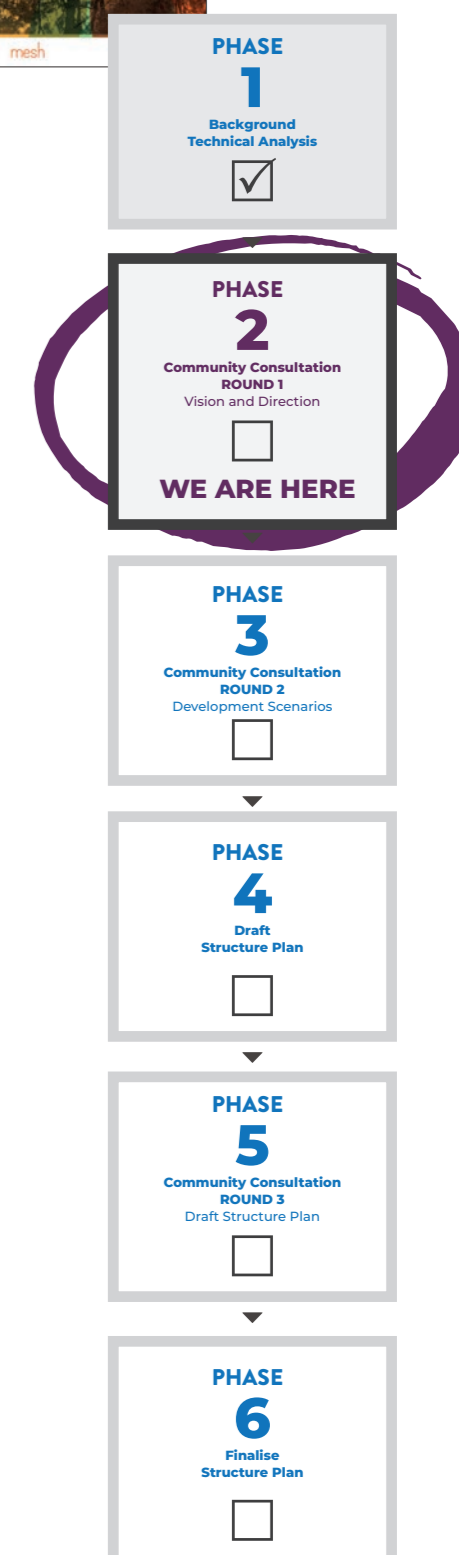 mesh
PHASE
1
Background
Technical Analysis
PHASE
2
Community Consultation
ROUND 1
Vision and Direction
WE ARE HERE
PHASE
3
Community Consultation
ROUND 2
Development Scenarios
PHASE
4
Draft
Structure Plan
PHASE
5
Community Consultation
ROUND 3
Draft Structure Plan
PHASE
6
Finalise
Structure Plan